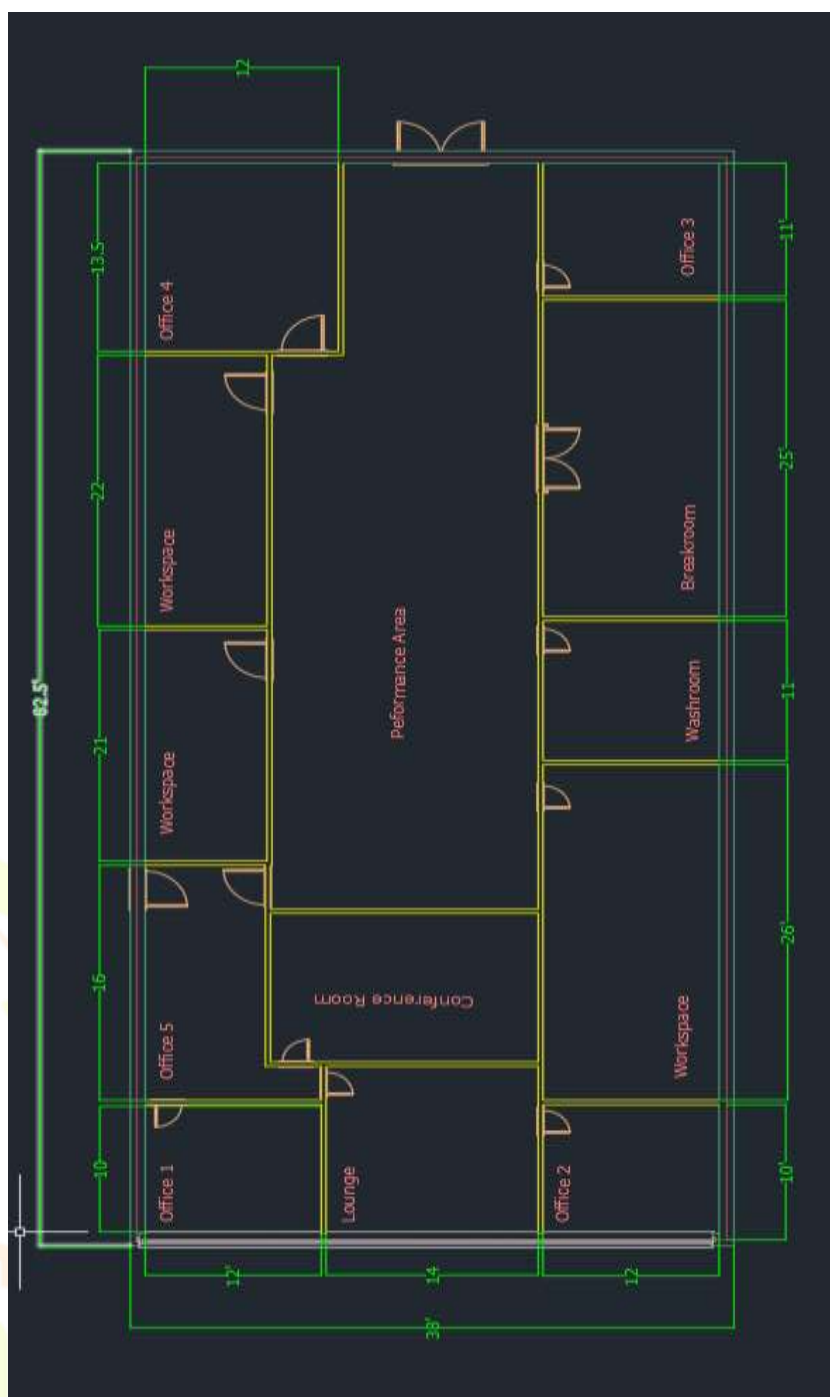 12
13.5
Office 4
11'
Office 3
22
Workspace
25'
Breakroom
82.5'
Peformance Area
21
Workspace
11
Washroom
16
Office 5
Conference Room
26'
Workspace
10
Office 1
Lounge
Office 2
10'
12'
14
12
38'